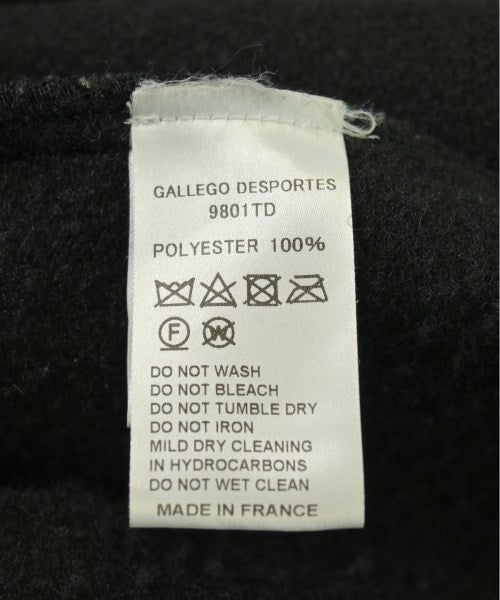 GALLEGO DESPORTES
9801TD
POLYESTER 100%
F W
DO NOT WASH
DO NOT BLEACH
DO NOT TUMBLE DRY
DO NOT IRON
MILD DRY CLEANING
IN HYDROCARBONS
DO NOT WET CLEAN
MADE IN FRANCE